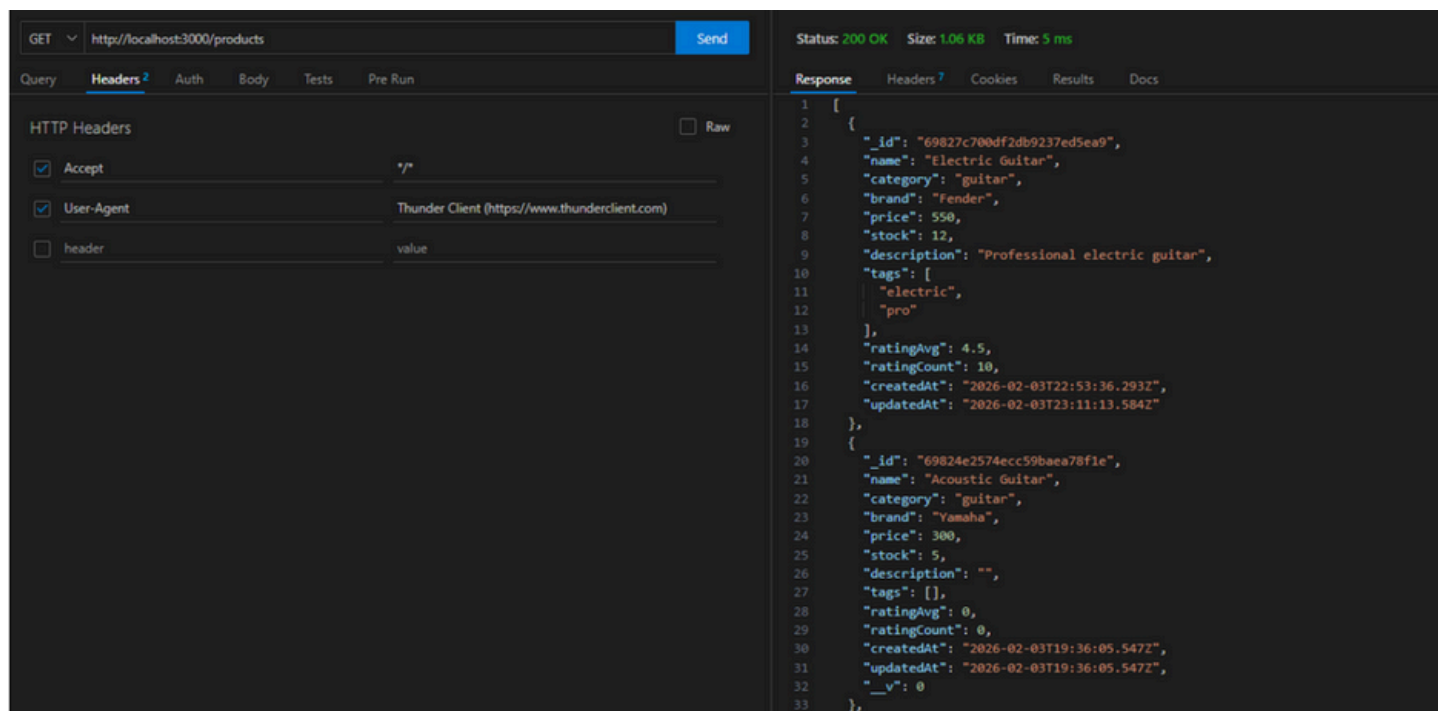 GET http://localhost:3000/products Send
Query Headers 2 Auth Body Tests Pre Run
HTTP Headers Raw
Accept */*
User-Agent Thunder Client (https://www.thunderclient.com)
header value
Status: 200 OK Size: 1.06 KB Time: 5 ms
Response Headers 7 Cookies Results Docs
1 [
2 {
3 "_id": "69827c700df2db9237ed5ea9",
4 "name": "Electric Guitar",
5 "category": "guitar",
6 "brand": "Fender",
7 "price": 550,
8 "stock": 12,
9 "description": "Professional electric guitar",
10 "tags": [
11 "electric",
12 "pro"
13 ],
14 "ratingAvg": 4.5,
15 "ratingCount": 10,
16 "createdAt": "2026-02-03T22:53:36.293Z",
17 "updatedAt": "2026-02-03T23:11:13.584Z"
18 },
19 {
20 "_id": "69824e2574ecc59baea78f1e",
21 "name": "Acoustic Guitar",
22 "category": "guitar",
23 "brand": "Yamaha",
24 "price": 300,
25 "stock": 5,
26 "description": "",
27 "tags": [],
28 "ratingAvg": 0,
29 "ratingCount": 0,
30 "createdAt": "2026-02-03T19:36:05.547Z",
31 "updatedAt": "2026-02-03T19:36:05.547Z",
32 "__v": 0
33 },